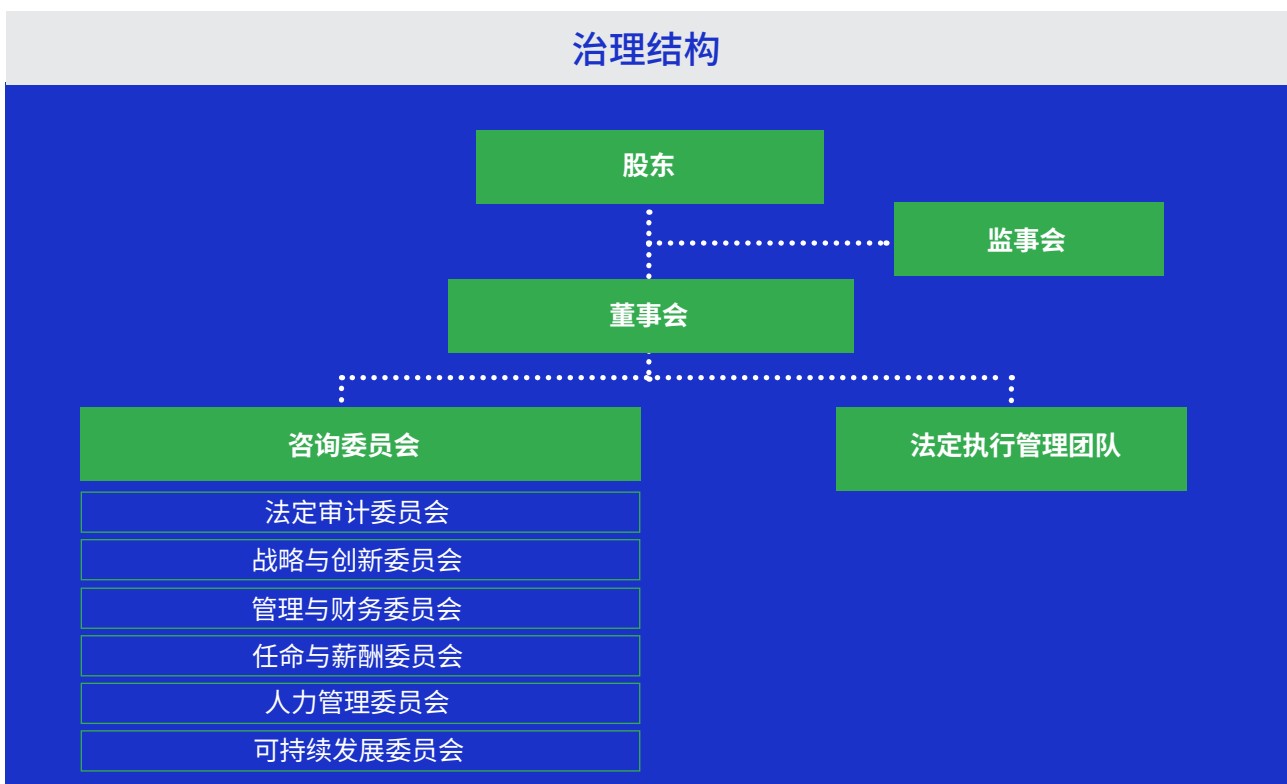 治理结构
股东
监事会
董事会
咨询委员会
法定执行管理团队
法定审计委员会
战略与创新委员会
管理与财务委员会
任命与薪酬委员会
人力管理委员会
可持续发展委员会